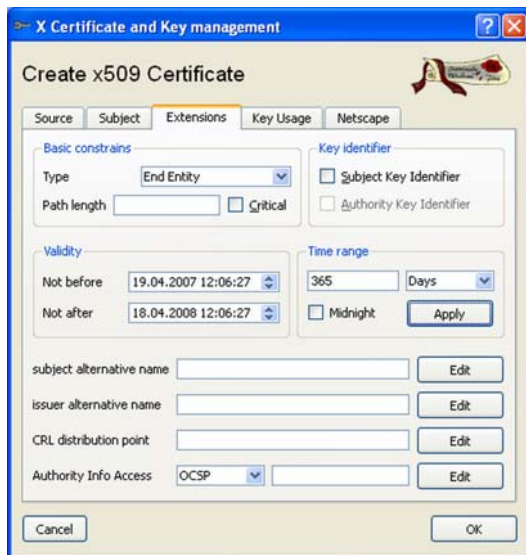 X Certificate and Key management
Create x509 Certificate
Source Subject Extensions Key Usage Netscape
Basic constrains Key identifier
Type End Entity Subject Key Identifier
Path length Critical Authority Key Identifier
Validity Time range
Not before 19.04.2007 12:06:27 365 Days
Not after 18.04.2008 12:06:27 Midnight Apply
subject alternative name Edit
issuer alternative name Edit
CRL distribution point Edit
Authority Info Access OCSP Edit
Cancel OK